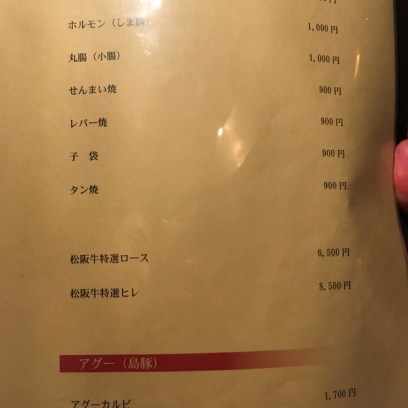 円
ホルモン（しま腸） 1,000円
丸腸（小腸） 1,000円
せんまい焼 900円
レバー焼 900円
子　袋 900円
タン焼 900円
松阪牛特選ロース 6,500円
松阪牛特選ヒレ 8,500円
アグー（島豚）
アグーカルビ 1,700円